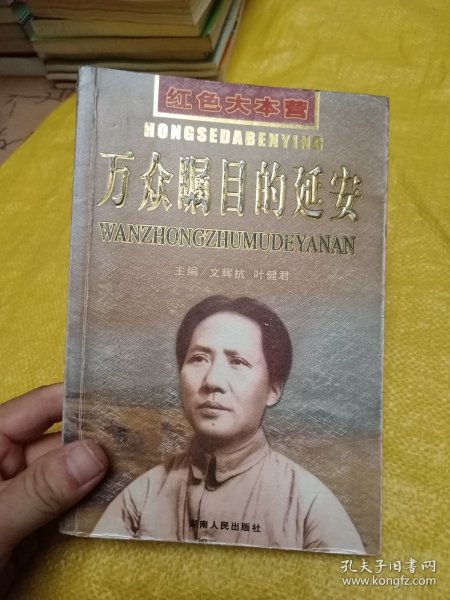 红色大本营
HONGSEDABENYING
万众瞩目的延安
WANZHONGZHUMUDEYANAN
主编/文辉抗 叶健君
湖南人民出版社
孔夫子旧书网
www.kongfz.com